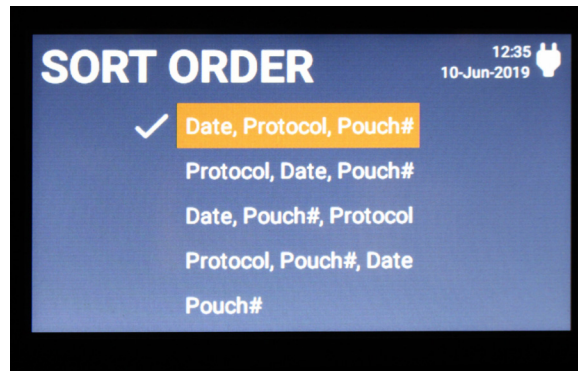 SORT ORDER
12:35
10-Jun-2019
Date, Protocol, Pouch#
Protocol, Date, Pouch#
Date, Pouch#, Protocol
Protocol, Pouch#, Date
Pouch#